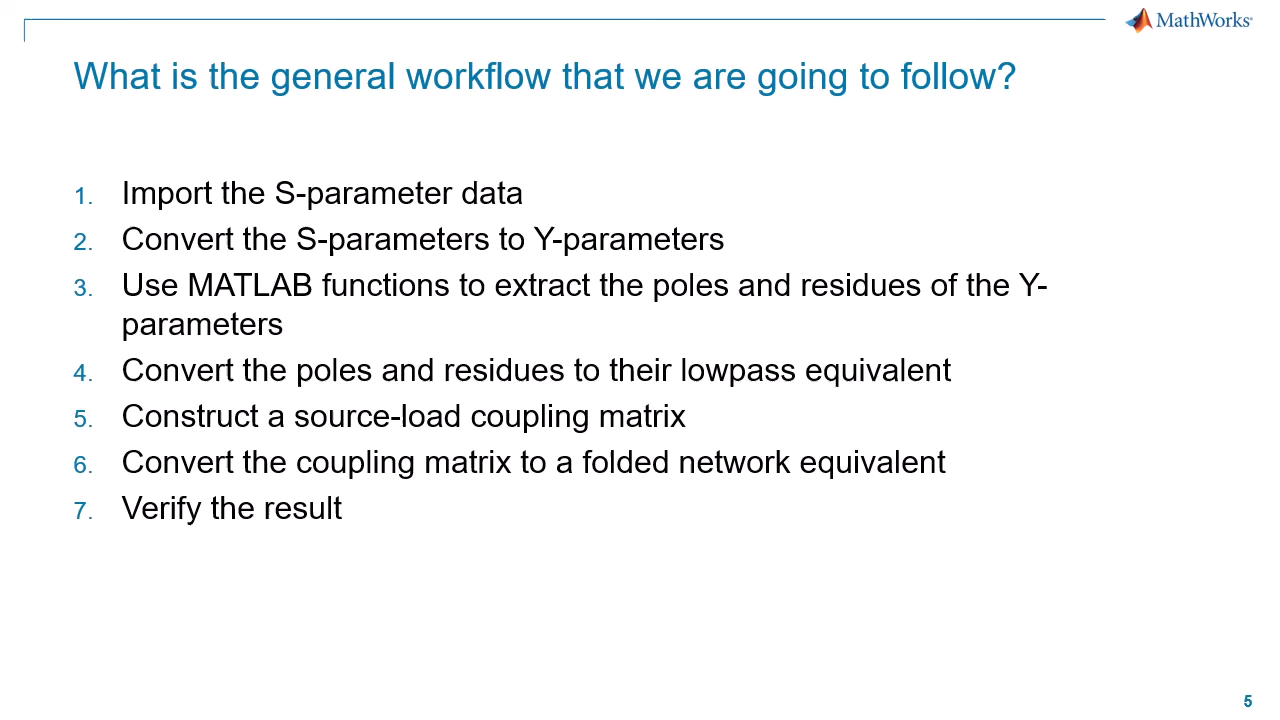 MathWorks
What is the general workflow that we are going to follow?
1. Import the S-parameter data
2. Convert the S-parameters to Y-parameters
3. Use MATLAB functions to extract the poles and residues of the Y-
parameters
4. Convert the poles and residues to their lowpass equivalent
5. Construct a source-load coupling matrix
6. Convert the coupling matrix to a folded network equivalent
7. Verify the result
5